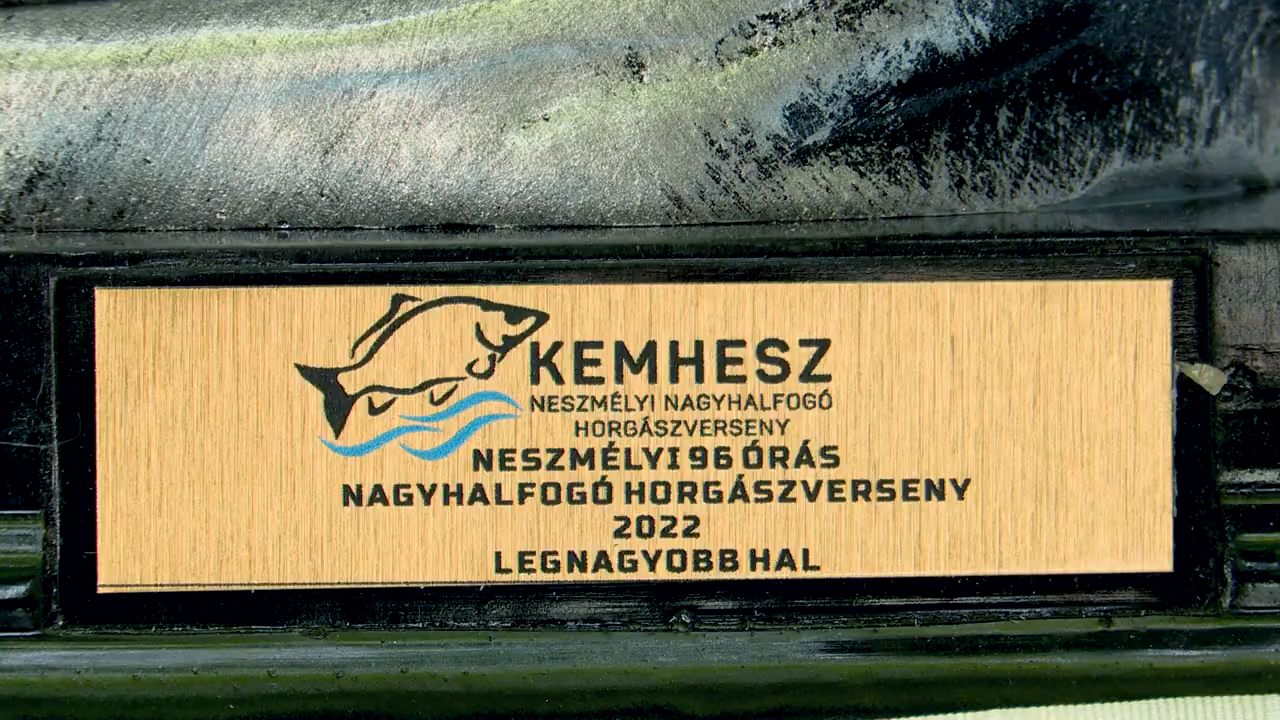 KEMHESZ
NESZMÉLYI NAGYHALFOGÓ
HORGÁSZVERSENY
NESZMÉLYI 96 ÓRÁS
NAGYHALFOGÓ HORGÁSZVERSENY
2022
LEGNAGYOBB HAL